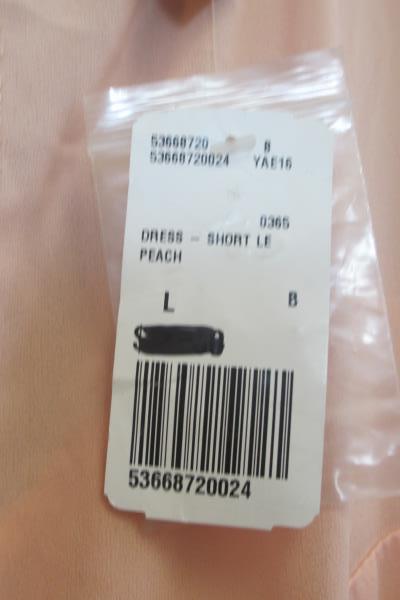 53668720 8
53668720024 YAE16
0365
DRESS - SHORT LE
PEACH
L B
53668720024